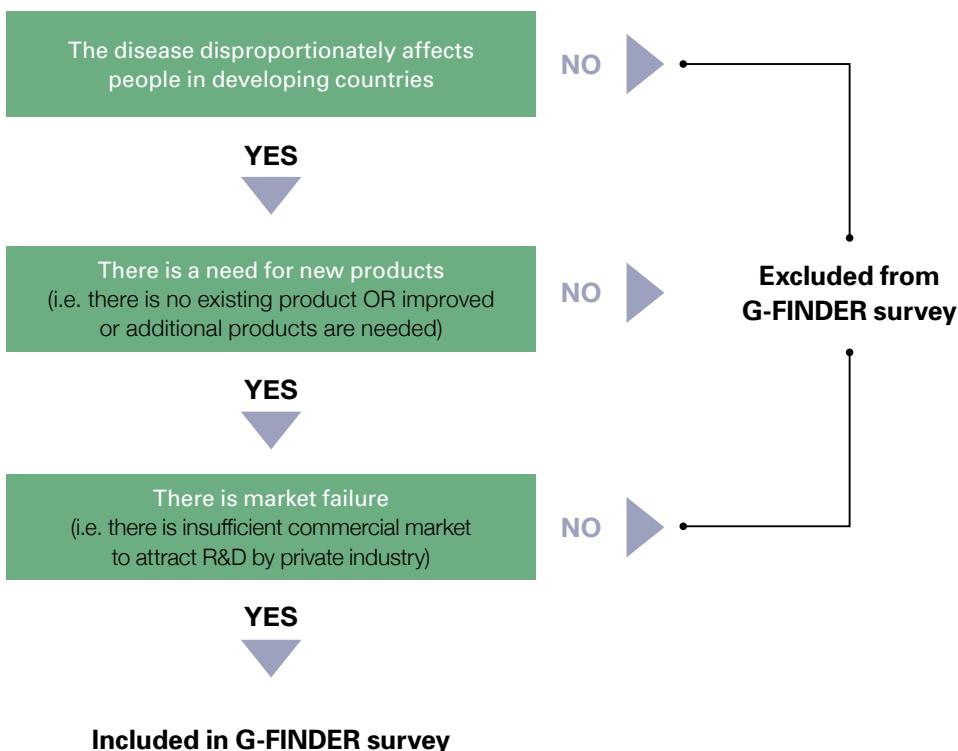 The disease disproportionately affects
people in developing countries
NO
YES
There is a need for new products
(i.e. there is no existing product OR improved
or additional products are needed)
NO
Excluded from
G-FINDER survey
YES
There is market failure
(i.e. there is insufficient commercial market
to attract R&D by private industry)
NO
YES
Included in G-FINDER survey